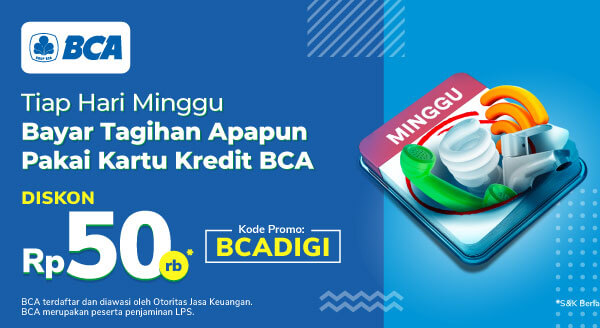 BCA
Tiap Hari Minggu
Bayar Tagihan Apapun
Pakai Kartu Kredit BCA
DISKON
Rp50rb*
Kode Promo:
BCADIGI
MINGGU
BCA terdaftar dan diawasi oleh Otoritas Jasa Keuangan.
BCA merupakan peserta penjaminan LPS.
*S&K